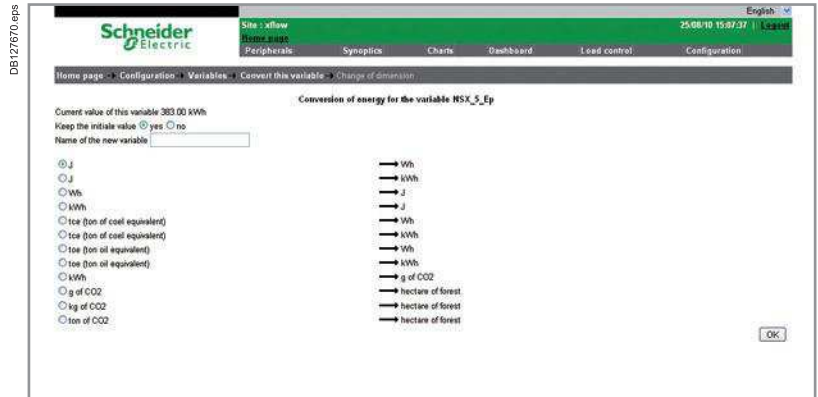 DB127670.eps
English
Schneider Electric
Site : xflow
Home page
25/08/10 15:07:37 | Logout
Peripherals Synoptics Charts Dashboard Load control Configuration
Home page → Configuration → Variables → Convert this variable → Change of dimension
Conversion of energy for the variable NSX_5_Ep
Current value of this variable 383.00 kWh
Keep the initiale value yes no
Name of the new variable
J → Wh
J → kWh
Wh → J
kWh → J
tce (ton of coel equivalent) → Wh
tce (ton of coel equivalent) → kWh
toe (ton oil equivalent) → Wh
toe (ton oil equivalent) → kWh
kWh → g of CO2
g of CO2 → hectare of forest
kg of CO2 → hectare of forest
ton of CO2 → hectare of forest
OK